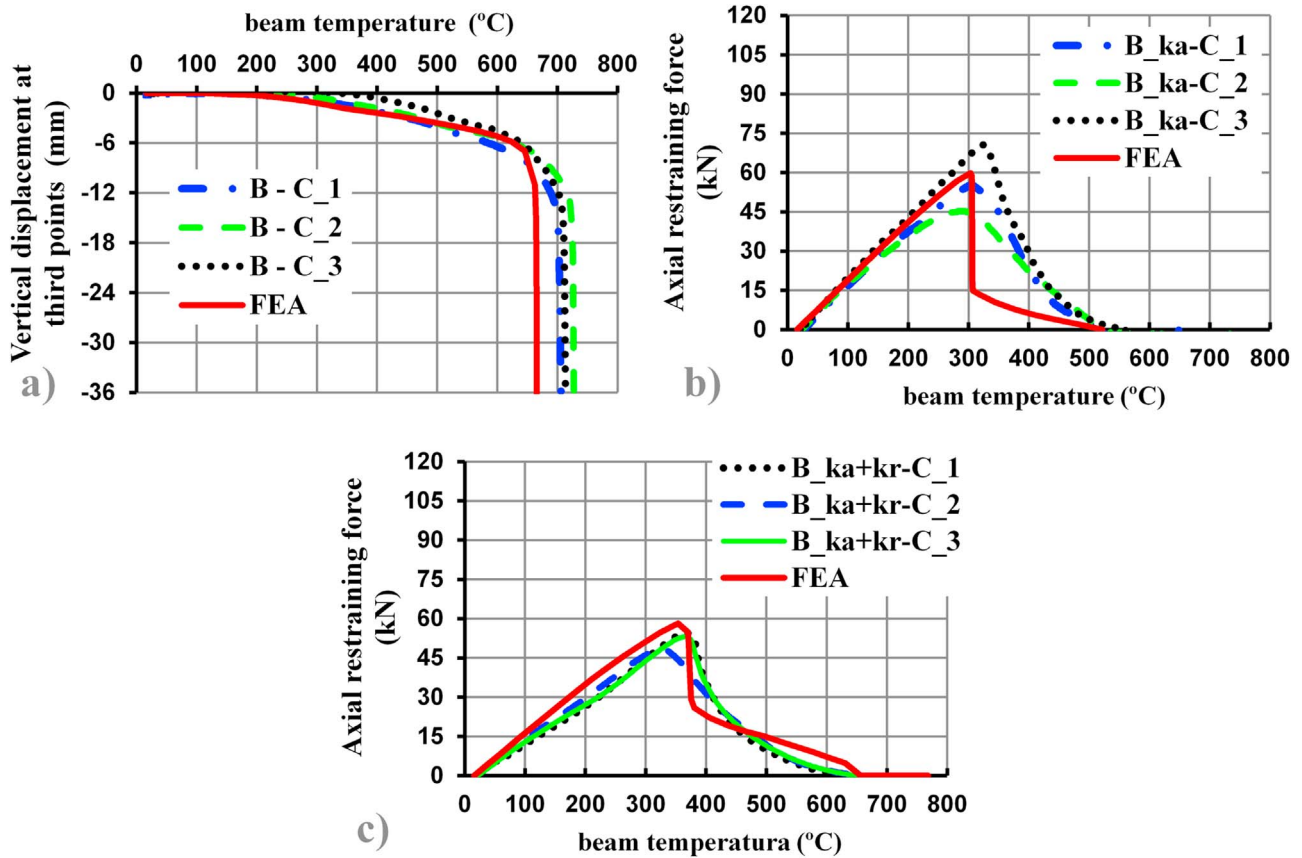 beam temperature (ºC)
0 100 200 300 400 500 600 700 800
0
-6
-12
-18
-24
-30
-36
Vertical displacement at
third points (mm)
B - C_1
B - C_2
B - C_3
FEA
a)
120
105
90
75
60
45
30
15
0
Axial restraining force
(kN)
B_ka-C_1
B_ka-C_2
B_ka-C_3
FEA
0 100 200 300 400 500 600 700 800
beam temperature (ºC)
b)
120
105
90
75
60
45
30
15
0
Axial restraining force
(kN)
B_ka+kr-C_1
B_ka+kr-C_2
B_ka+kr-C_3
FEA
0 100 200 300 400 500 600 700 800
beam temperatura (ºC)
c)